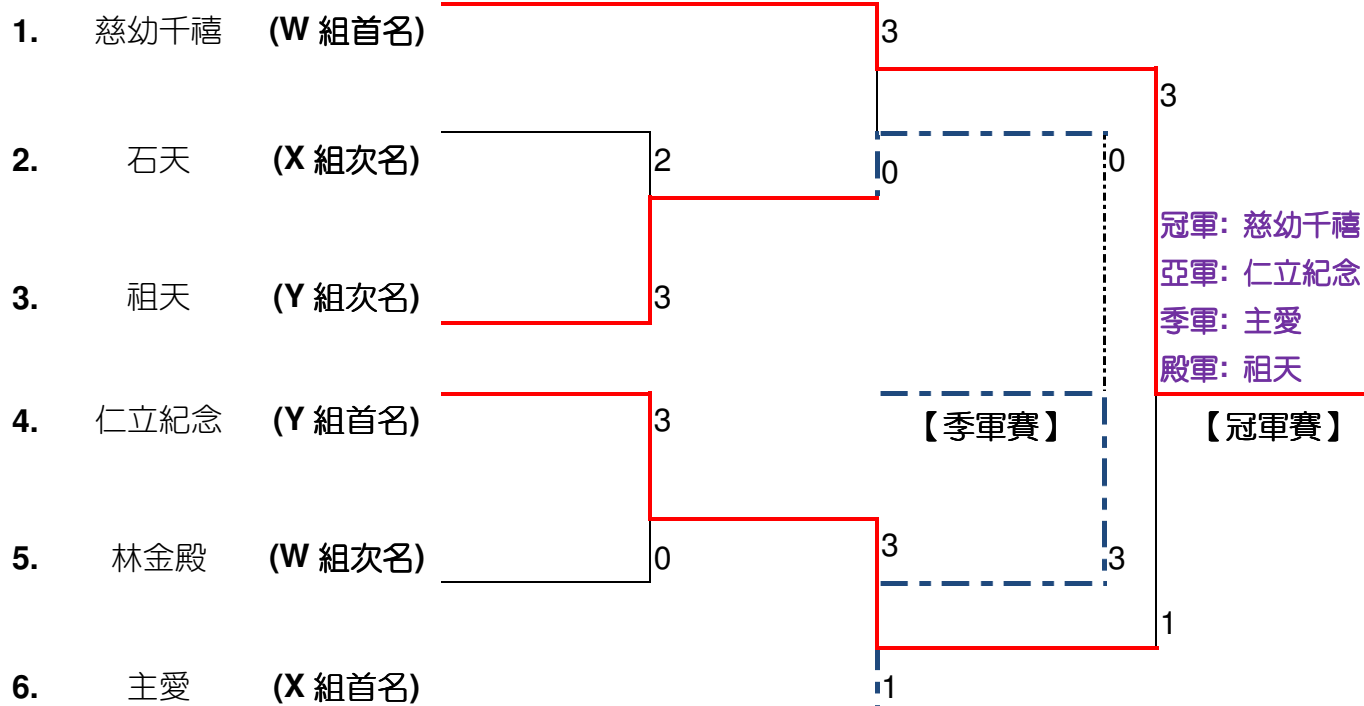 1. 慈幼千禧 (W 組首名) 3
3
2. 石天 (X 組次名) 2 0 0
冠軍: 慈幼千禧
亞軍: 仁立紀念
3. 祖天 (Y 組次名) 3
季軍: 主愛
殿軍: 祖天
4. 仁立紀念 (Y 組首名) 3 【季軍賽】 【冠軍賽】
5. 林金殿 (W 組次名) 0 3 3
1
6. 主愛 (X 組首名) 1